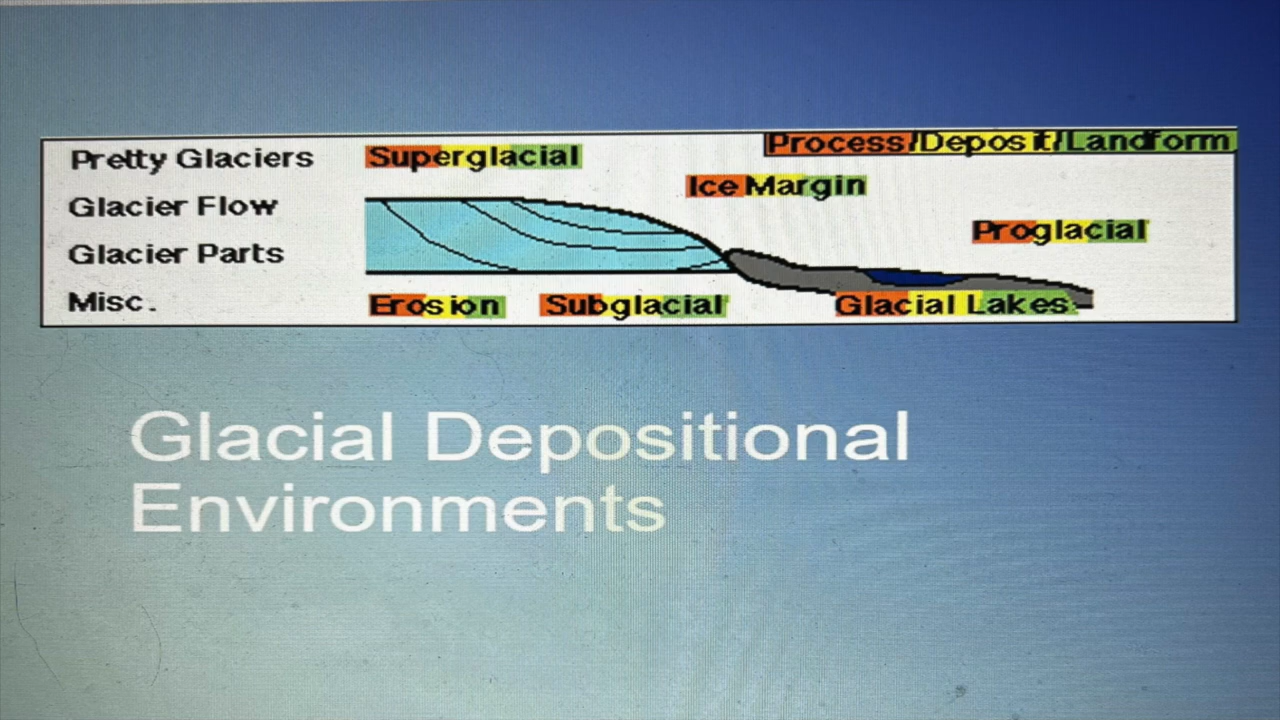 Pretty Glaciers
Glacier Flow
Glacier Parts
Misc.
Superglacial
Process/Deposit/Landform
Ice Margin
Proglacial
Erosion
Subglacial
Glacial Lakes
Glacial Depositional
Environments